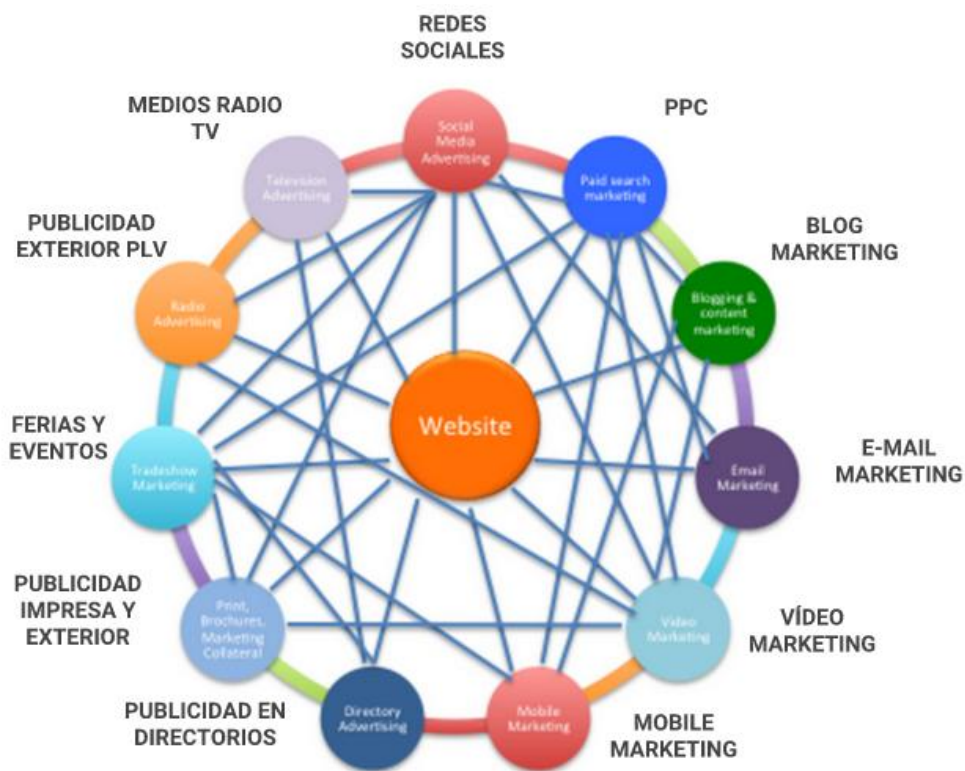 REDES
SOCIALES
MEDIOS RADIO
TV
PPC
Social
Media
Advertising
Television
Advertising
Paid search
marketing
PUBLICIDAD
EXTERIOR PLV
BLOG
MARKETING
Radio
Advertising
Blogging &
content
marketing
Website
FERIAS Y
EVENTOS
E-MAIL
MARKETING
Tradeshow
Marketing
Email
Marketing
PUBLICIDAD
IMPRESA Y
EXTERIOR
Print,
Brochures,
Marketing
Collateral
Video
Marketing
VÍDEO
MARKETING
PUBLICIDAD EN
DIRECTORIOS
Directory
Advertising
Mobile
Marketing
MOBILE
MARKETING